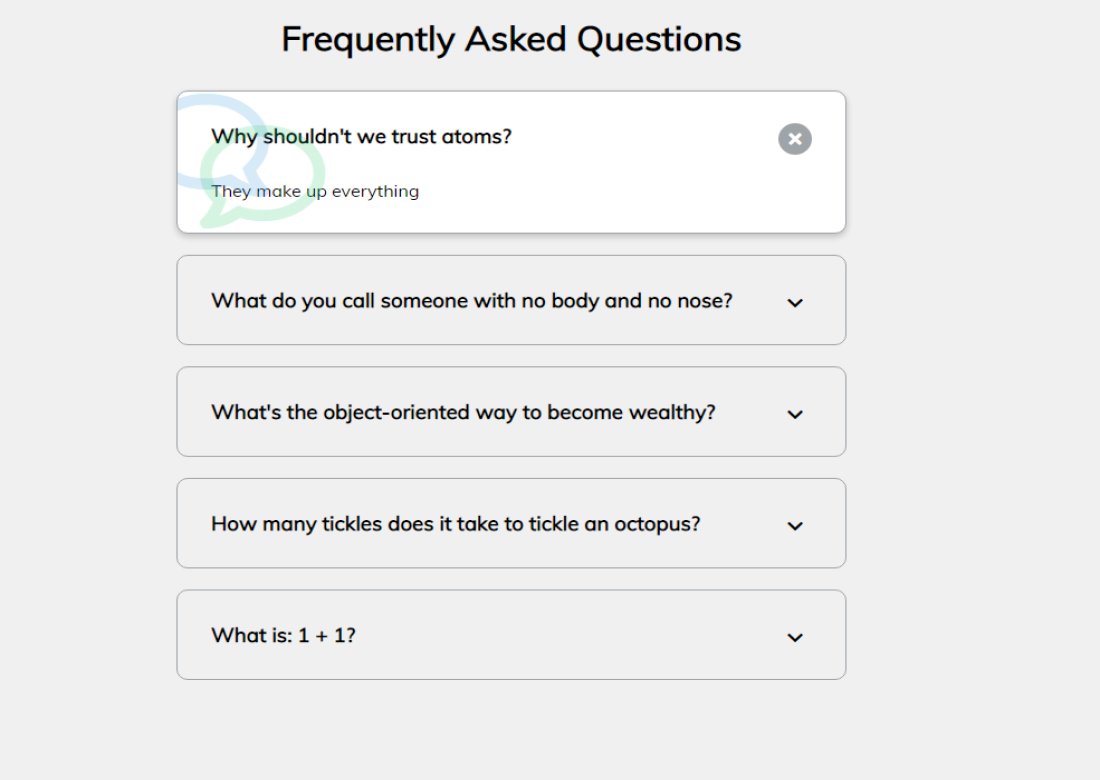 Frequently Asked Questions
Why shouldn't we trust atoms?
They make up everything
What do you call someone with no body and no nose?
What's the object-oriented way to become wealthy?
How many tickles does it take to tickle an octopus?
What is: 1 + 1?